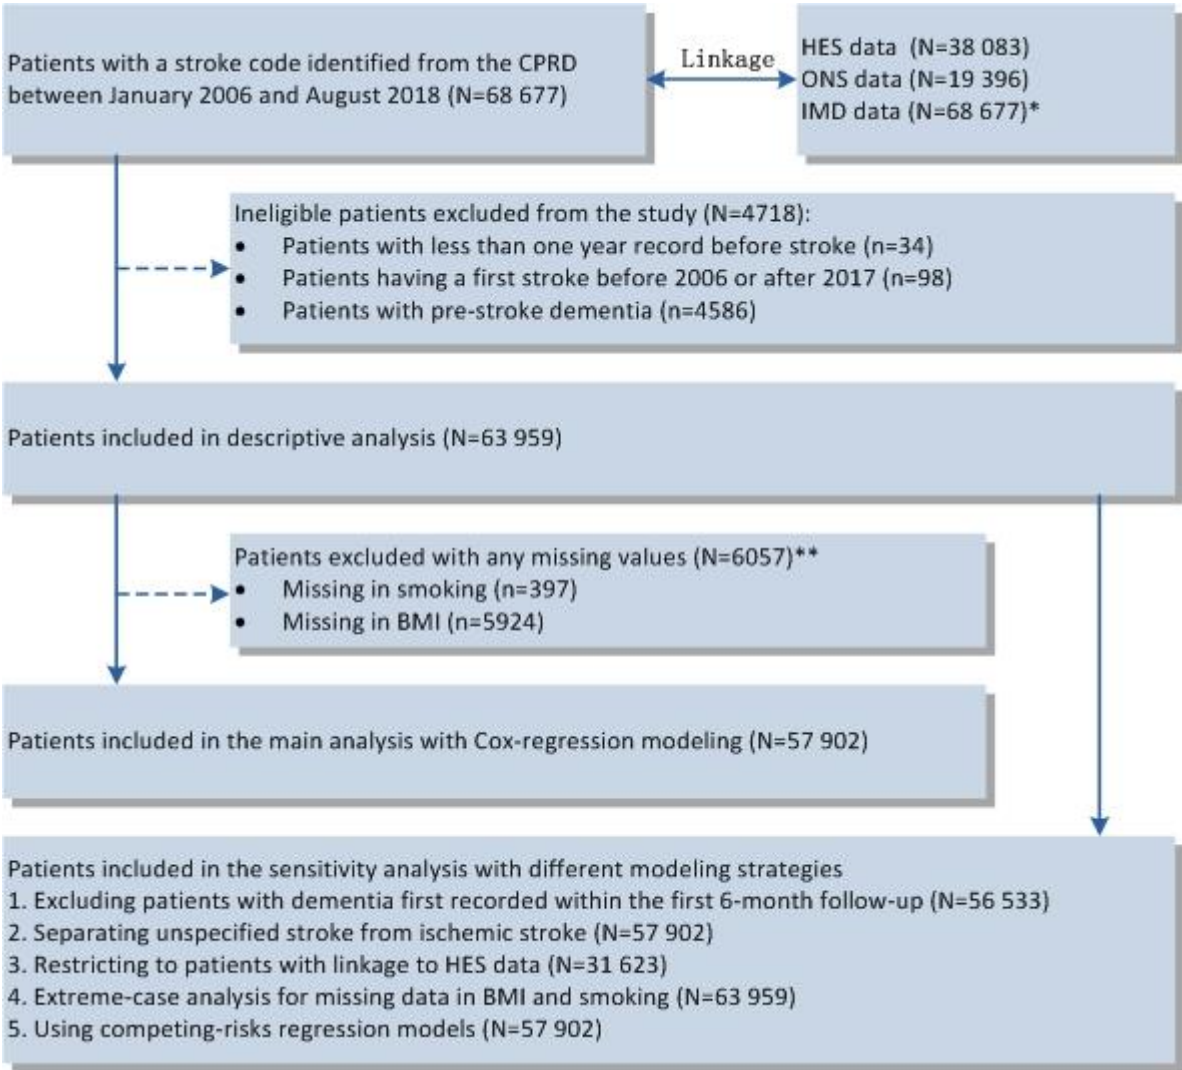 Patients with a stroke code identified from the CPRD
between January 2006 and August 2018 (N=68 677)
Linkage
HES data (N=38 083)
ONS data (N=19 396)
IMD data (N=68 677)*
Ineligible patients excluded from the study (N=4718):
• Patients with less than one year record before stroke (n=34)
• Patients having a first stroke before 2006 or after 2017 (n=98)
• Patients with pre-stroke dementia (n=4586)
Patients included in descriptive analysis (N=63 959)
Patients excluded with any missing values (N=6057)**
• Missing in smoking (n=397)
• Missing in BMI (n=5924)
Patients included in the main analysis with Cox-regression modeling (N=57 902)
Patients included in the sensitivity analysis with different modeling strategies
1. Excluding patients with dementia first recorded within the first 6-month follow-up (N=56 533)
2. Separating unspecified stroke from ischemic stroke (N=57 902)
3. Restricting to patients with linkage to HES data (N=31 623)
4. Extreme-case analysis for missing data in BMI and smoking (N=63 959)
5. Using competing-risks regression models (N=57 902)